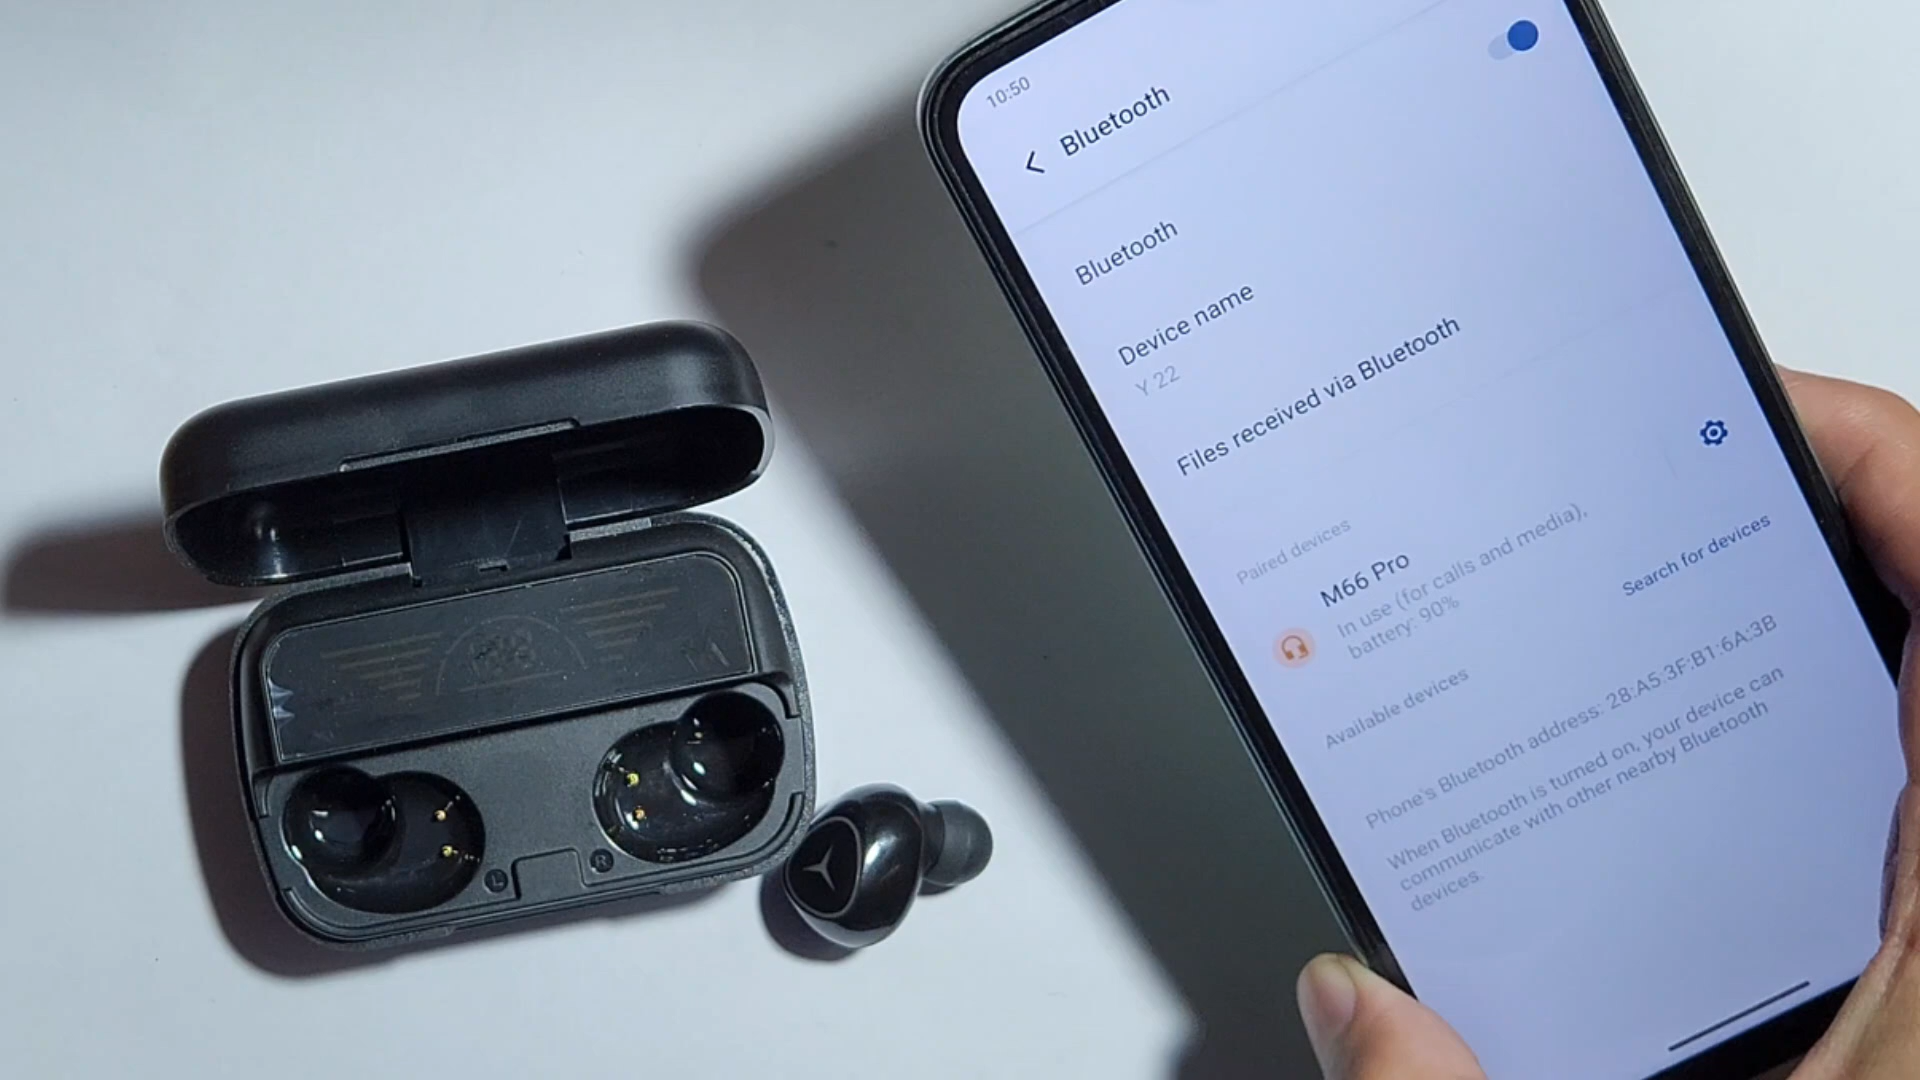 10:50
Bluetooth
Bluetooth
Device name
Y 22
Files received via Bluetooth
Paired devices
M66 Pro
In use (for calls and media),
battery: 90%
Search for devices
Available devices
Phone's Bluetooth address: 28:A5:3F:B1:6A:3B
When Bluetooth is turned on, your device can
communicate with other nearby Bluetooth
devices.
L
R